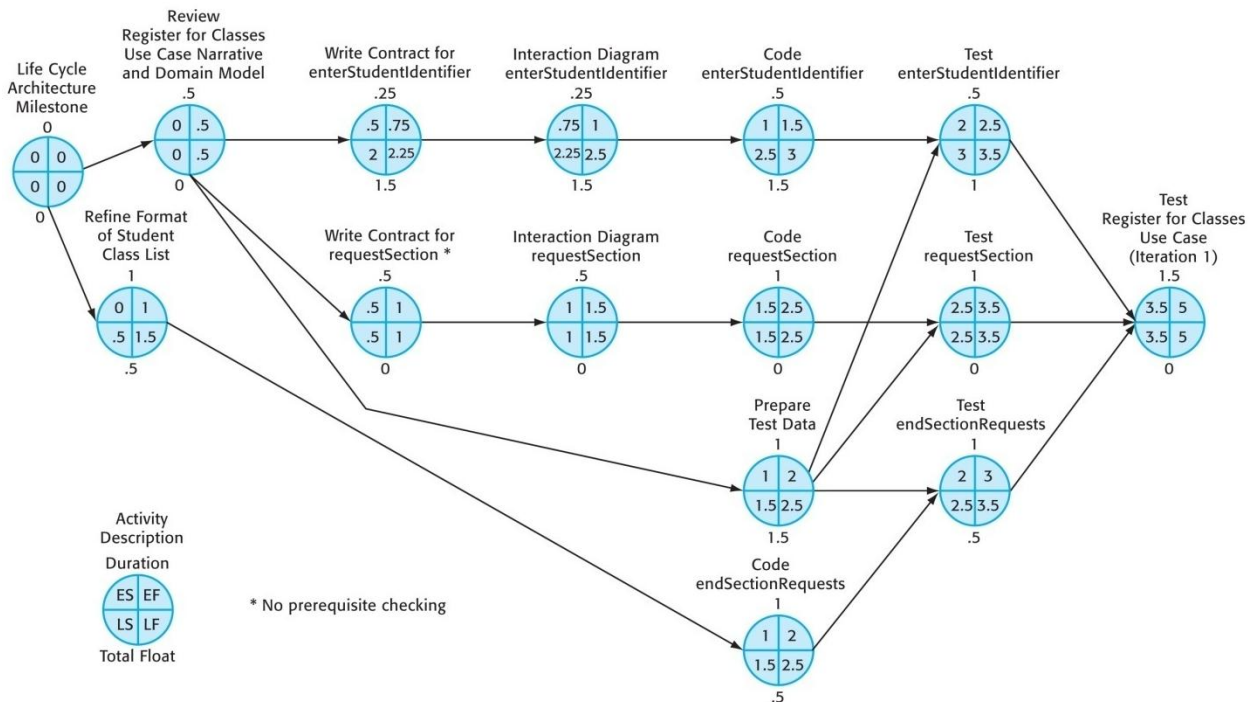 Life Cycle
Architecture
Milestone
0
0 0
0 0
0
Review
Register for Classes
Use Case Narrative
and Domain Model
.5
0 .5
0 .5
0
Write Contract for
enterStudentIdentifier
.25
.5 .75
2 2.25
1.5
Interaction Diagram
enterStudentIdentifier
.25
.75 1
2.25 2.5
1.5
Code
enterStudentIdentifier
.5
1 1.5
2.5 3
1.5
Test
enterStudentIdentifier
.5
2 2.5
3 3.5
1
Refine Format
of Student
Class List
1
0 1
.5 1.5
.5
Write Contract for
requestSection *
.5
.5 1
.5 1
0
Interaction Diagram
requestSection
.5
1 1.5
1 1.5
0
Code
requestSection
1
1.5 2.5
1.5 2.5
0
Test
requestSection
1
2.5 3.5
2.5 3.5
0
Test
Register for Classes
Use Case
(Iteration 1)
1.5
3.5 5
3.5 5
0
Prepare
Test Data
1
1 2
1.5 2.5
1.5
Test
endSectionRequests
1
2 3
2.5 3.5
.5
Code
endSectionRequests
1
1 2
1.5 2.5
.5
Activity
Description
Duration
ES EF
LS LF
Total Float
* No prerequisite checking